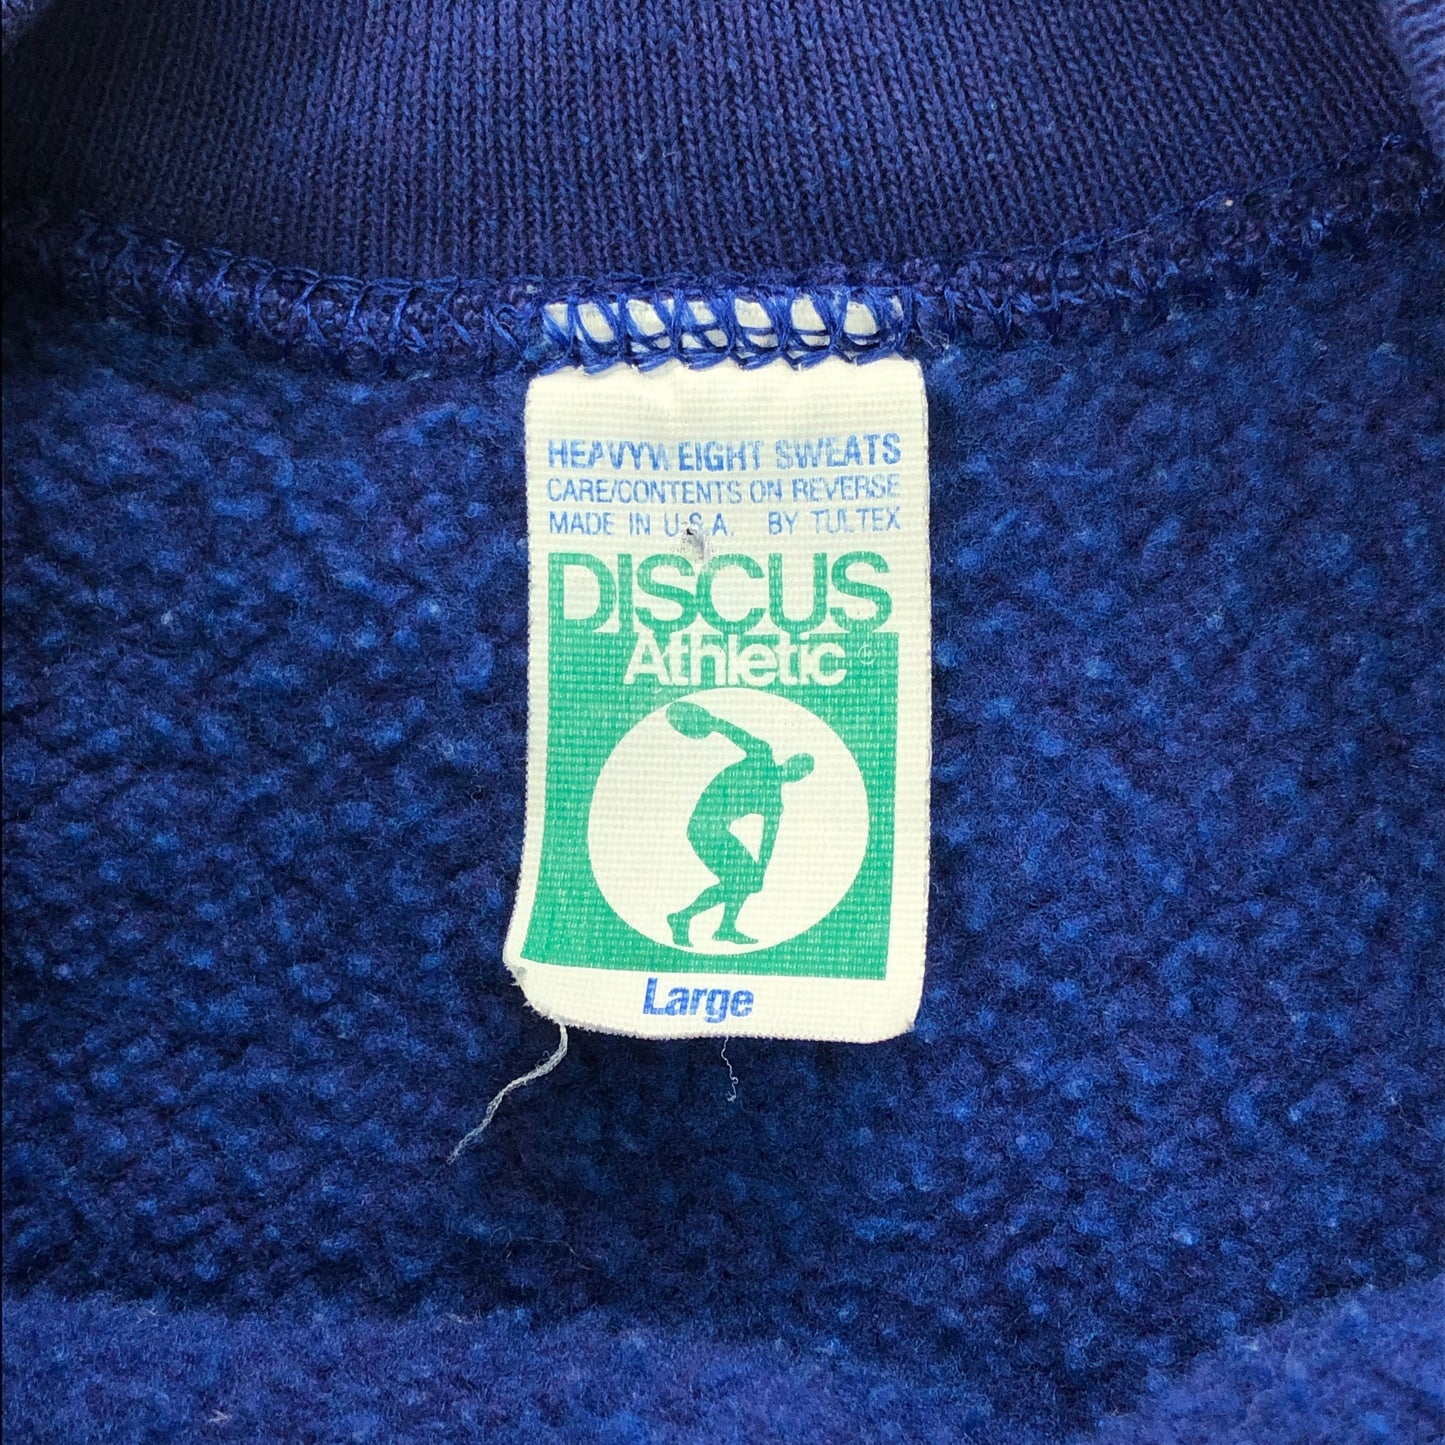 HEAVYWEIGHT SWEATS
CARE/CONTENTS ON REVERSE
MADE IN U.S.A. BY TULTEX
DISCUS
Athletic ®
Large